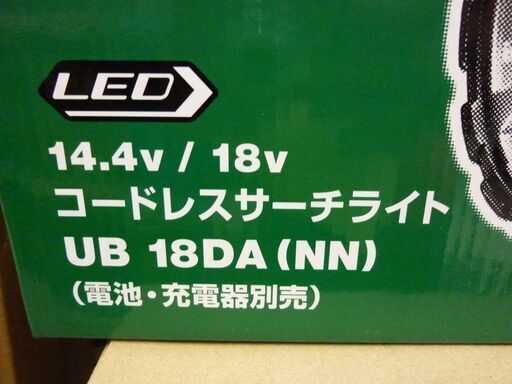 LED
14.4v / 18v
コードレスサーチライト
UB 18DA(NN)
(電池・充電器別売)